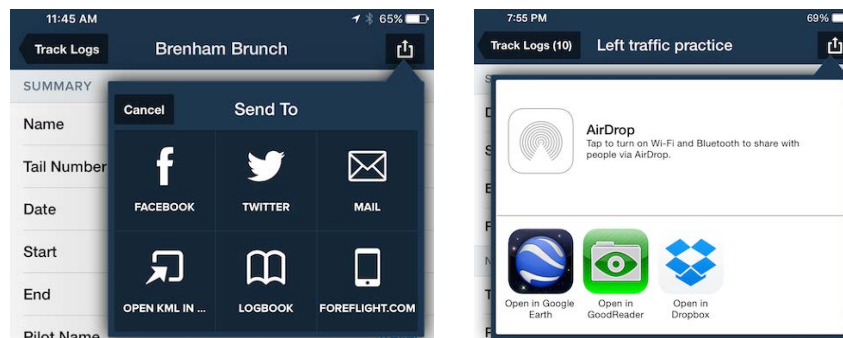 11:45 AM
65%
Track Logs
Brenham Brunch
SUMMARY
Name
Tail Number
Date
Start
End
Pilot Name
Cancel
Send To
FACEBOOK
TWITTER
MAIL
OPEN KML IN ...
LOGBOOK
FOREFLIGHT.COM
7:55 PM
69%
Track Logs (10)
Left traffic practice
AirDrop
Tap to turn on Wi-Fi and Bluetooth to share with
people via AirDrop.
Open in Google
Earth
Open in
GoodReader
Open in
Dropbox